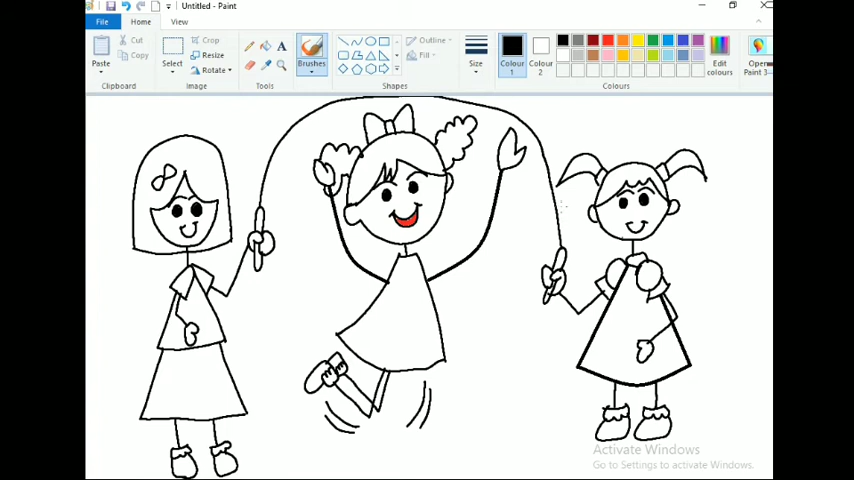 Untitled - Paint
File Home View
Paste
Cut
Copy
Clipboard
Select
Crop
Resize
Rotate
Image
Tools
Brushes
Shapes
Outline
Fill
Size
Colour 1
Colour 2
Edit colours
Colours
Open Paint 3
Activate Windows
Go to Settings to activate Windows.